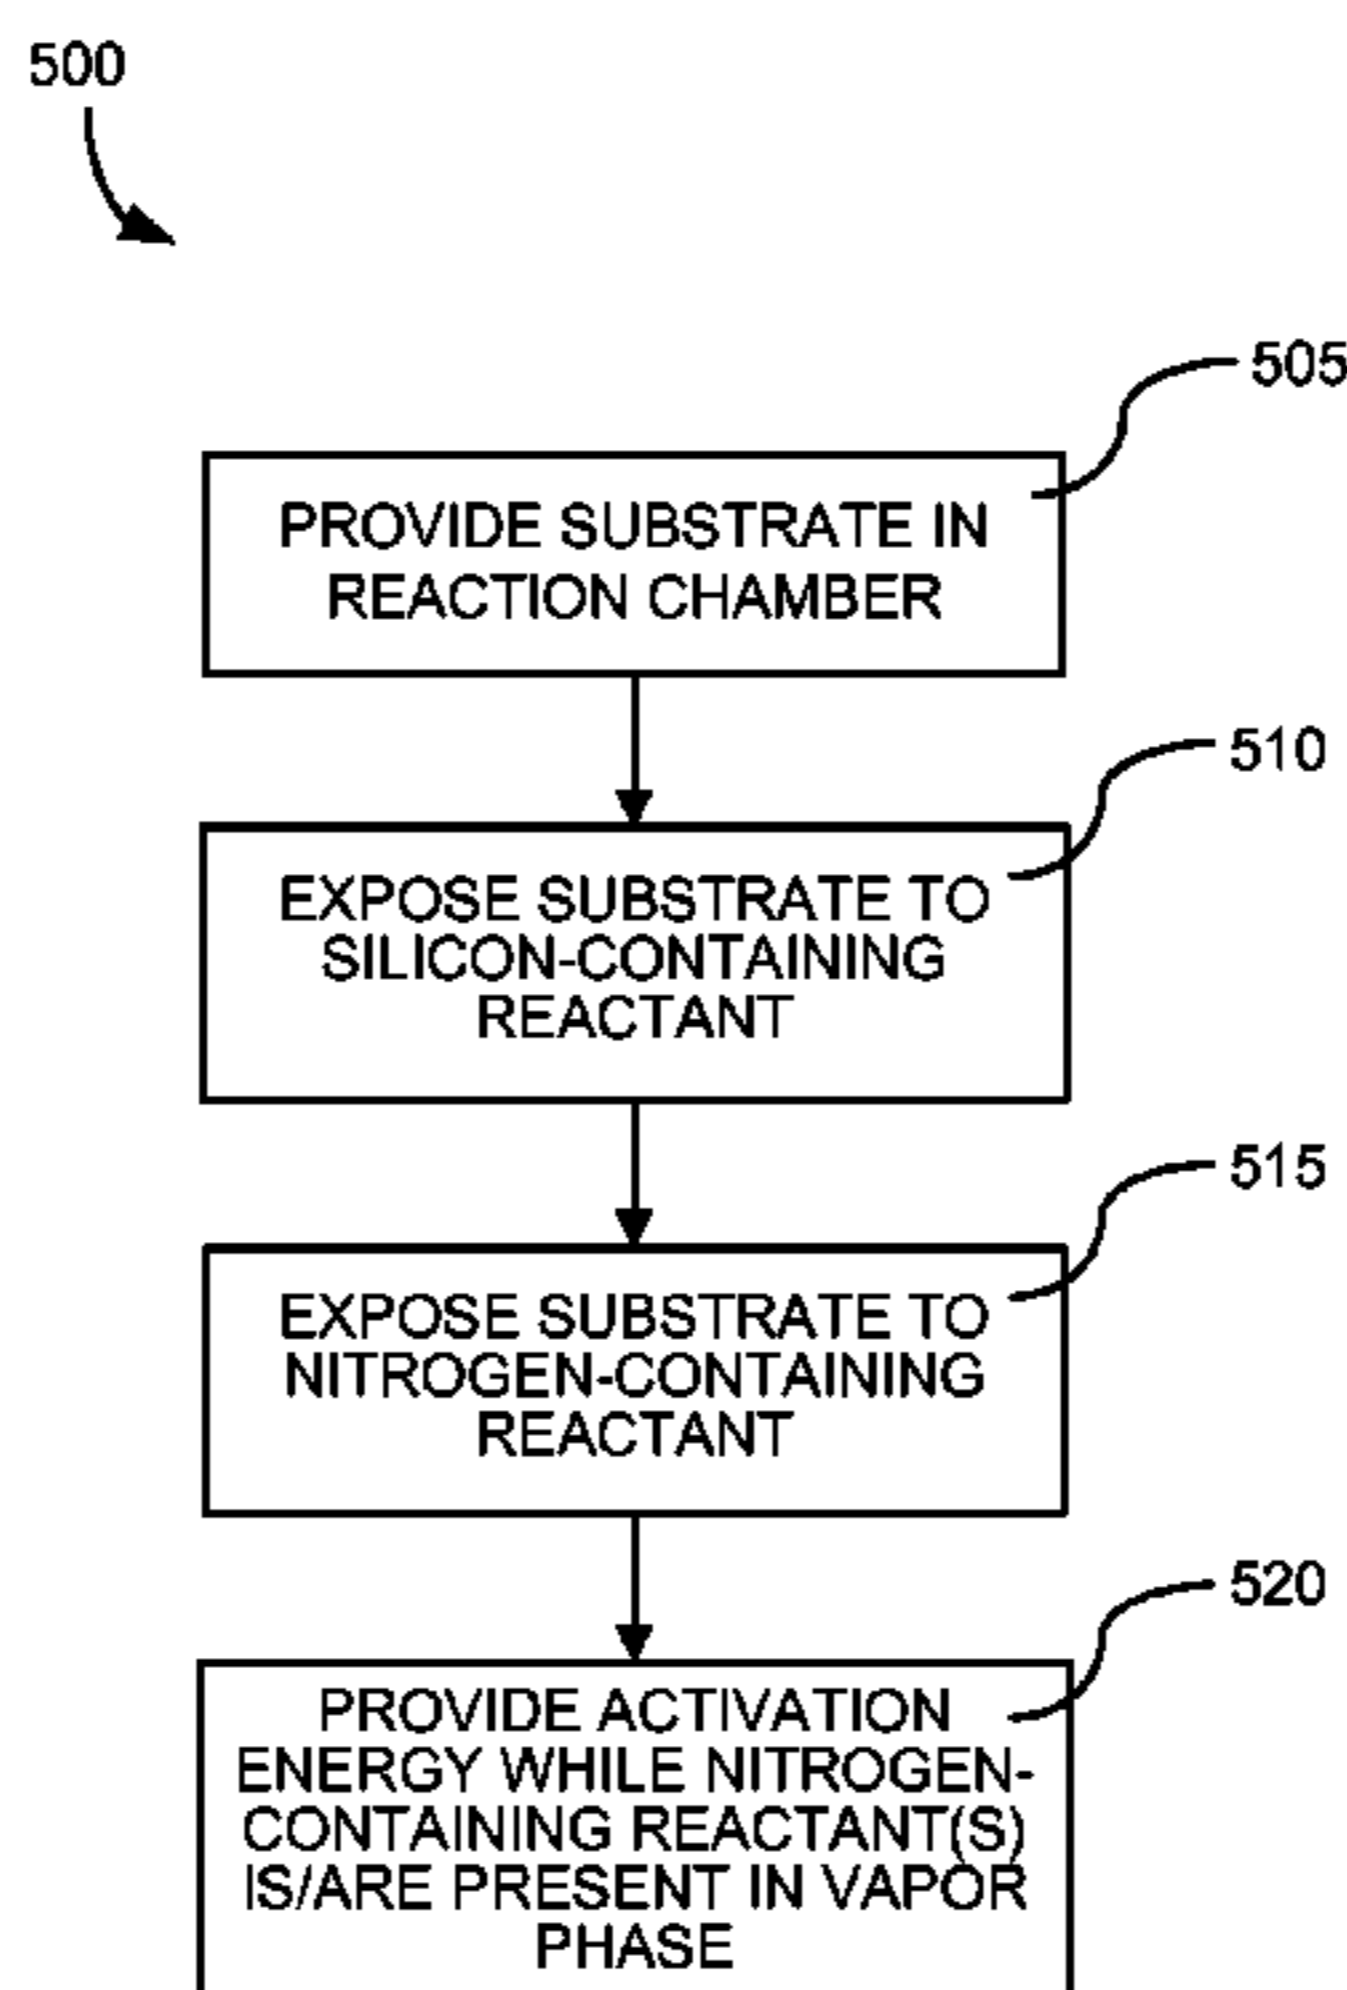 500
505
PROVIDE SUBSTRATE IN
REACTION CHAMBER
510
EXPOSE SUBSTRATE TO
SILICON-CONTAINING
REACTANT
515
EXPOSE SUBSTRATE TO
NITROGEN-CONTAINING
REACTANT
520
PROVIDE ACTIVATION
ENERGY WHILE NITROGEN-
CONTAINING REACTANT(S)
IS/ARE PRESENT IN VAPOR
PHASE